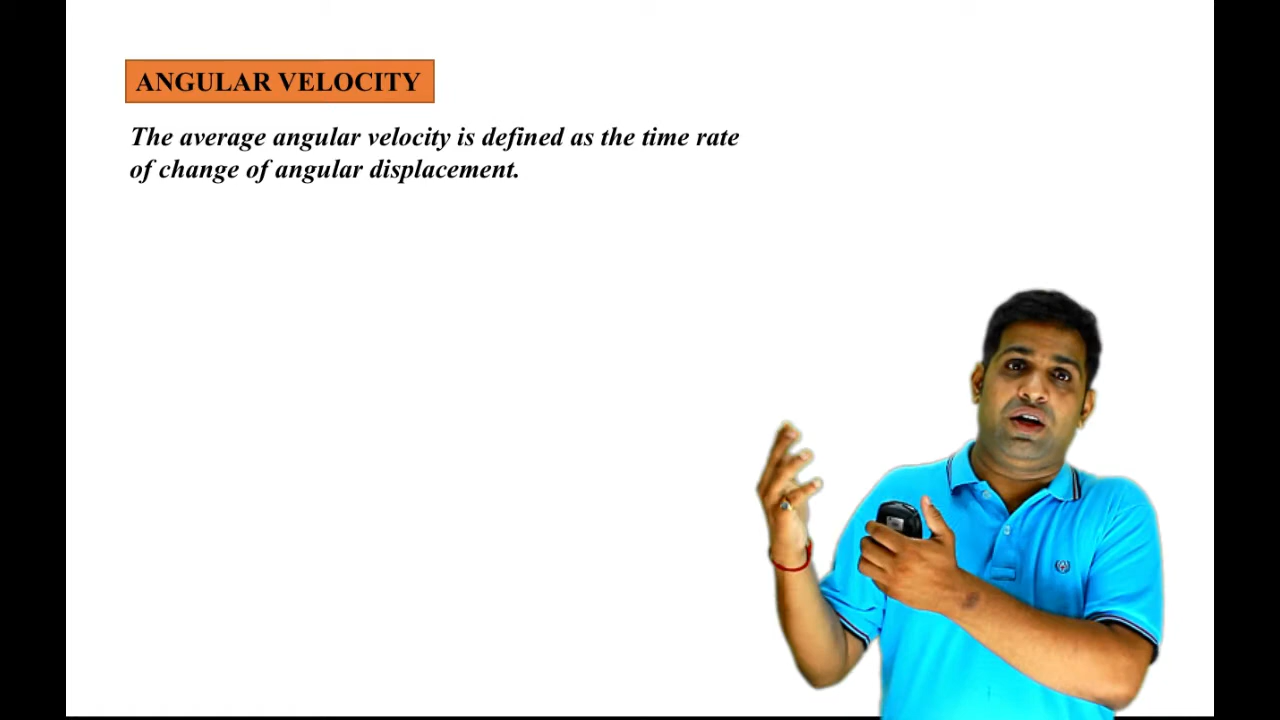 ANGULAR VELOCITY
The average angular velocity is defined as the time rate
of change of angular displacement.